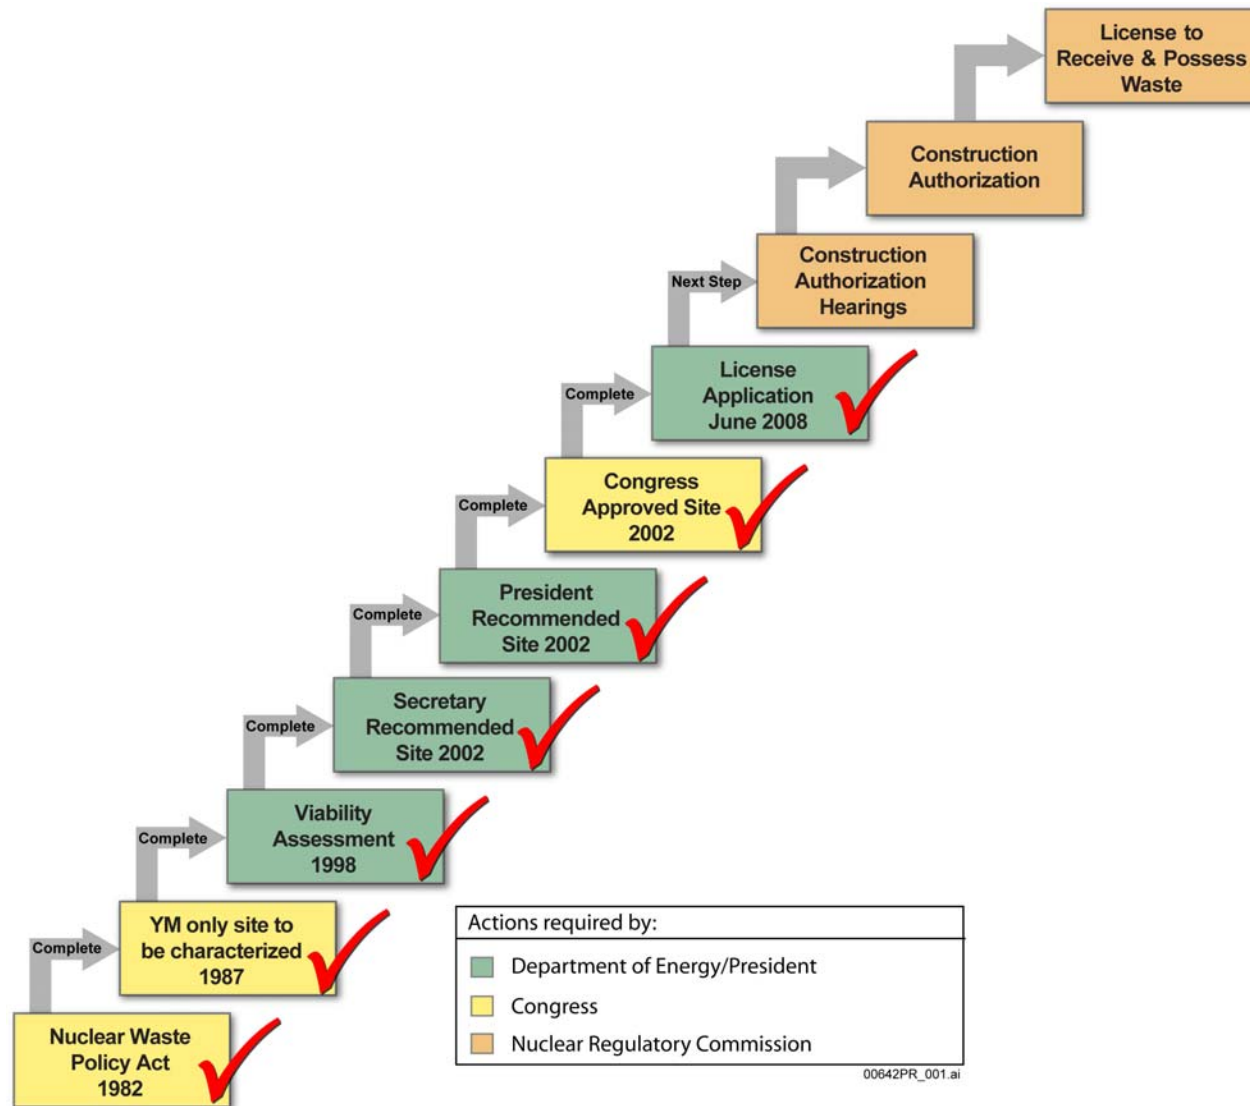 License to
Receive & Possess
Waste
Construction
Authorization
Construction
Authorization
Hearings
Next Step
License
Application
June 2008
Complete
Congress
Approved Site
2002
Complete
President
Recommended
Site 2002
Complete
Secretary
Recommended
Site 2002
Complete
Viability
Assessment
1998
Complete
YM only site to
be characterized
1987
Complete
Nuclear Waste
Policy Act
1982
Actions required by:
Department of Energy/President
Congress
Nuclear Regulatory Commission
00642PR_001.ai